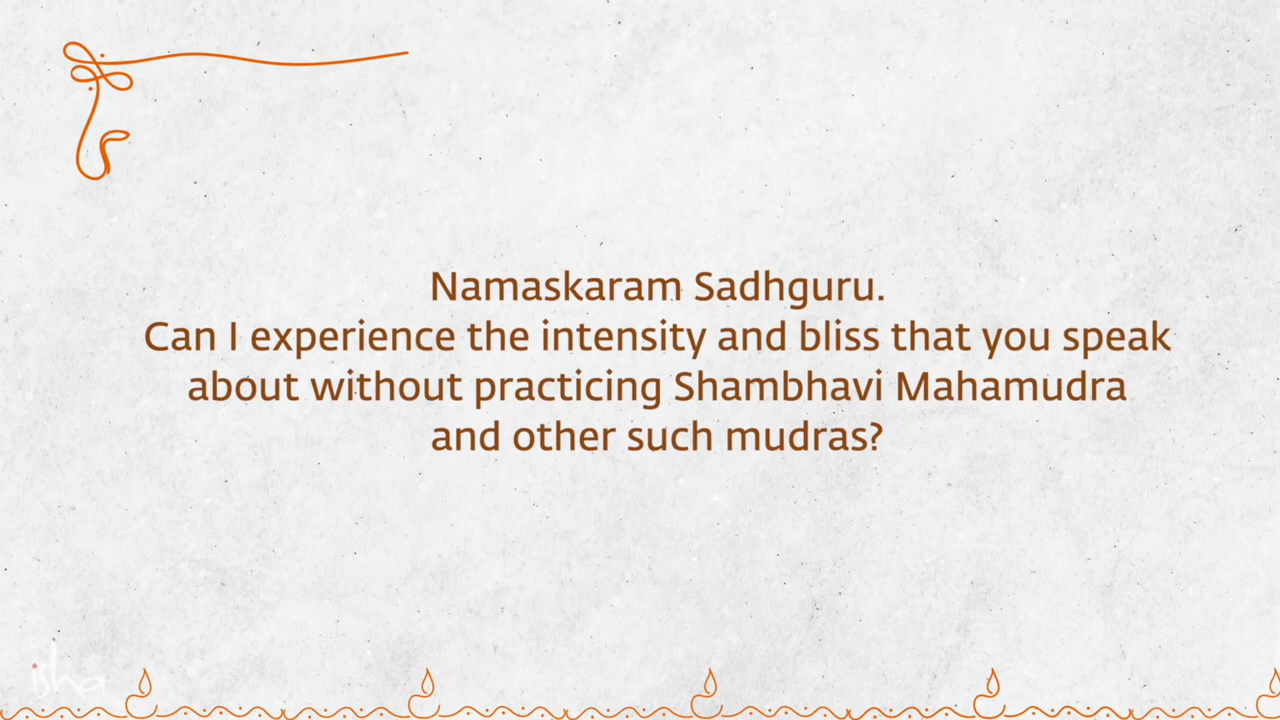 Namaskaram Sadhguru.
Can I experience the intensity and bliss that you speak
about without practicing Shambhavi Mahamudra
and other such mudras?
isha